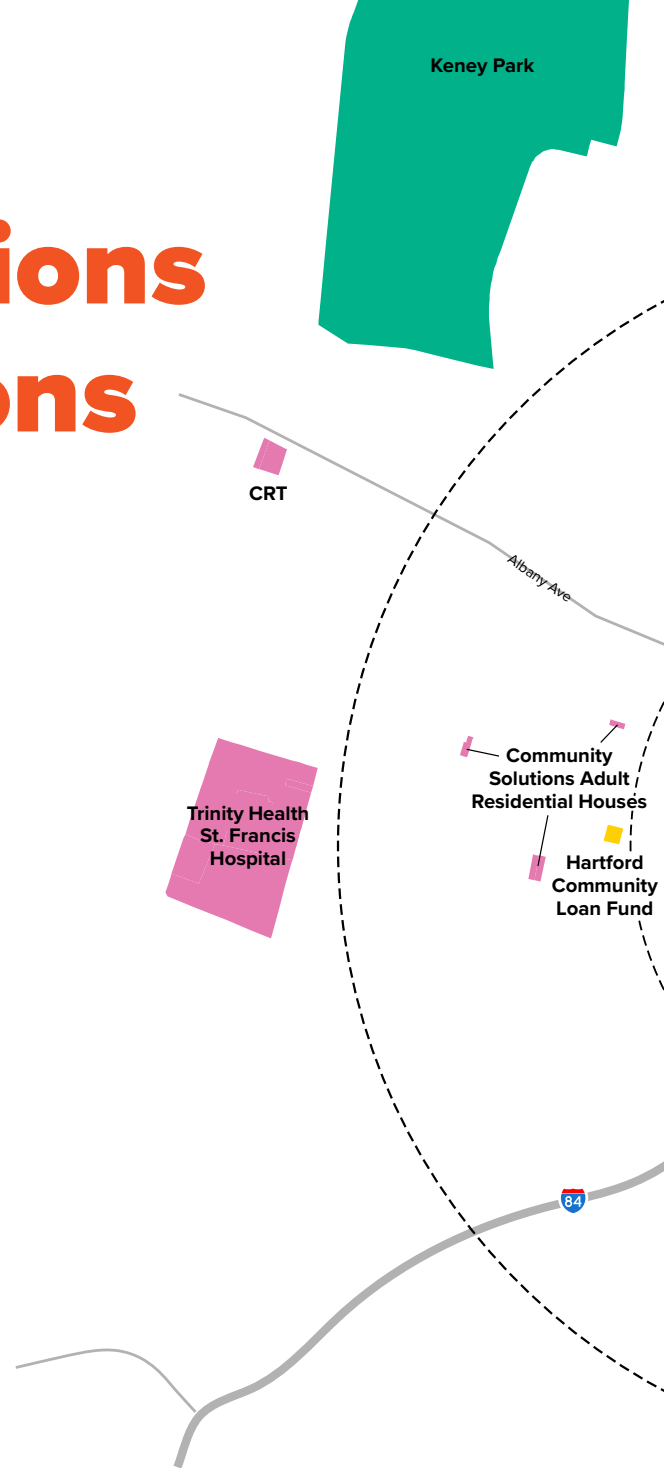 Keney Park
ions
ons
CRT
Albany Ave
Community
Solutions Adult
Residential Houses
Trinity Health
St. Francis
Hospital
Hartford
Community
Loan Fund
84